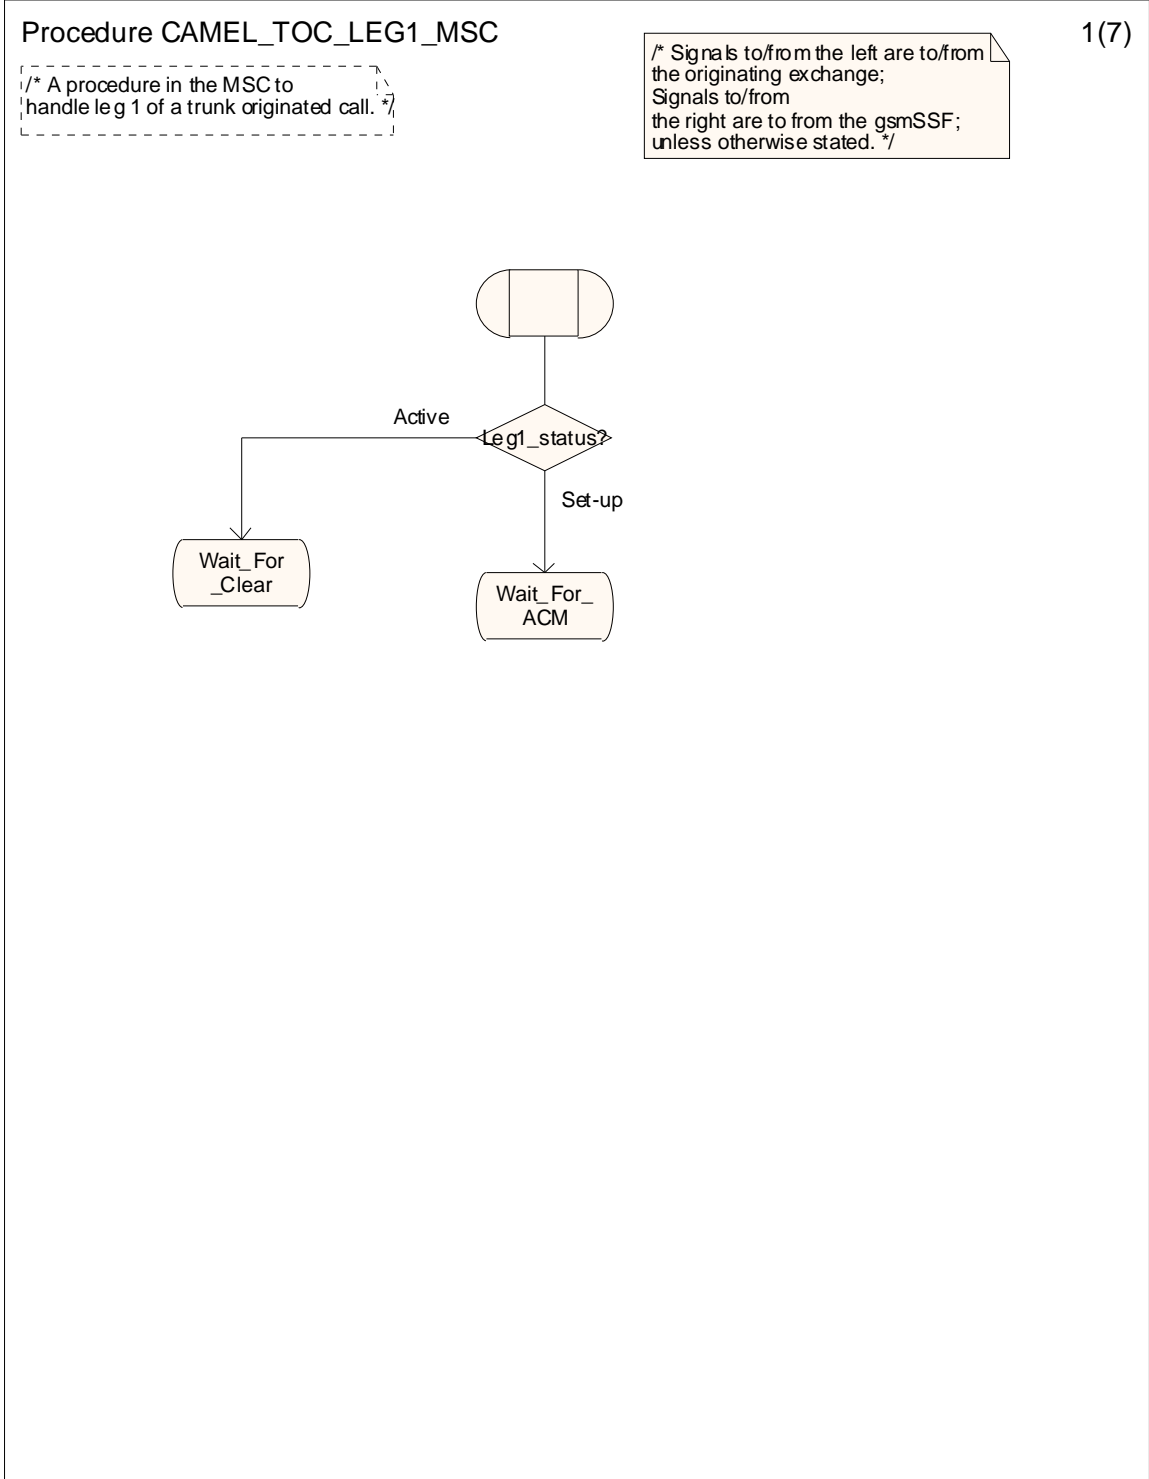 Procedure CAMEL_TOC_LEG1_MSC
1(7)
/* A procedure in the MSC to
handle leg 1 of a trunk originated call. */
/* Signals to/from the left are to/from
the originating exchange;
Signals to/from
the right are to from the gsmSSF;
unless otherwise stated. */
Active
Leg1_status?
Set-up
Wait_For
_Clear
Wait_For_
ACM